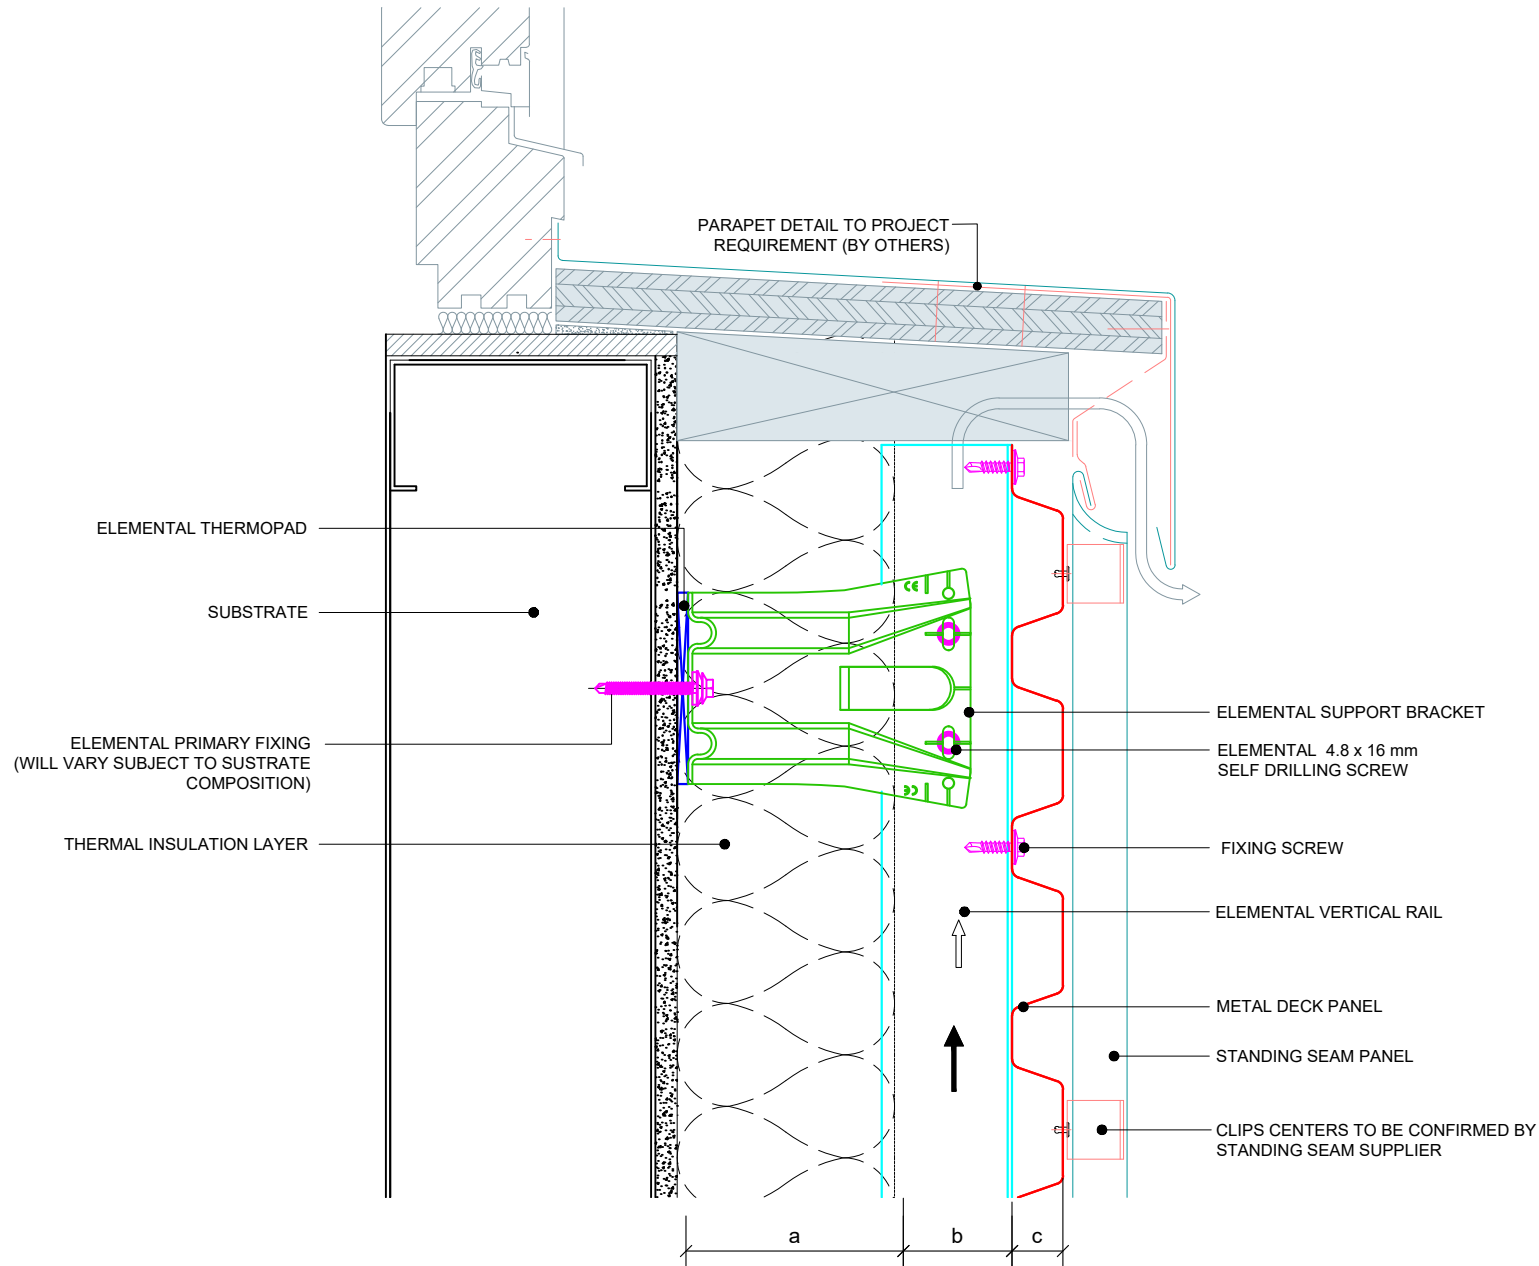 PARAPET DETAIL TO PROJECT
REQUIREMENT (BY OTHERS)
ELEMENTAL THERMOPAD
SUBSTRATE
ELEMENTAL PRIMARY FIXING
(WILL VARY SUBJECT TO SUSTRATE
COMPOSITION)
THERMAL INSULATION LAYER
CE
CE
ELEMENTAL SUPPORT BRACKET
ELEMENTAL 4.8 x 16 mm
SELF DRILLING SCREW
FIXING SCREW
ELEMENTAL VERTICAL RAIL
METAL DECK PANEL
STANDING SEAM PANEL
CLIPS CENTERS TO BE CONFIRMED BY
STANDING SEAM SUPPLIER
a
b
c